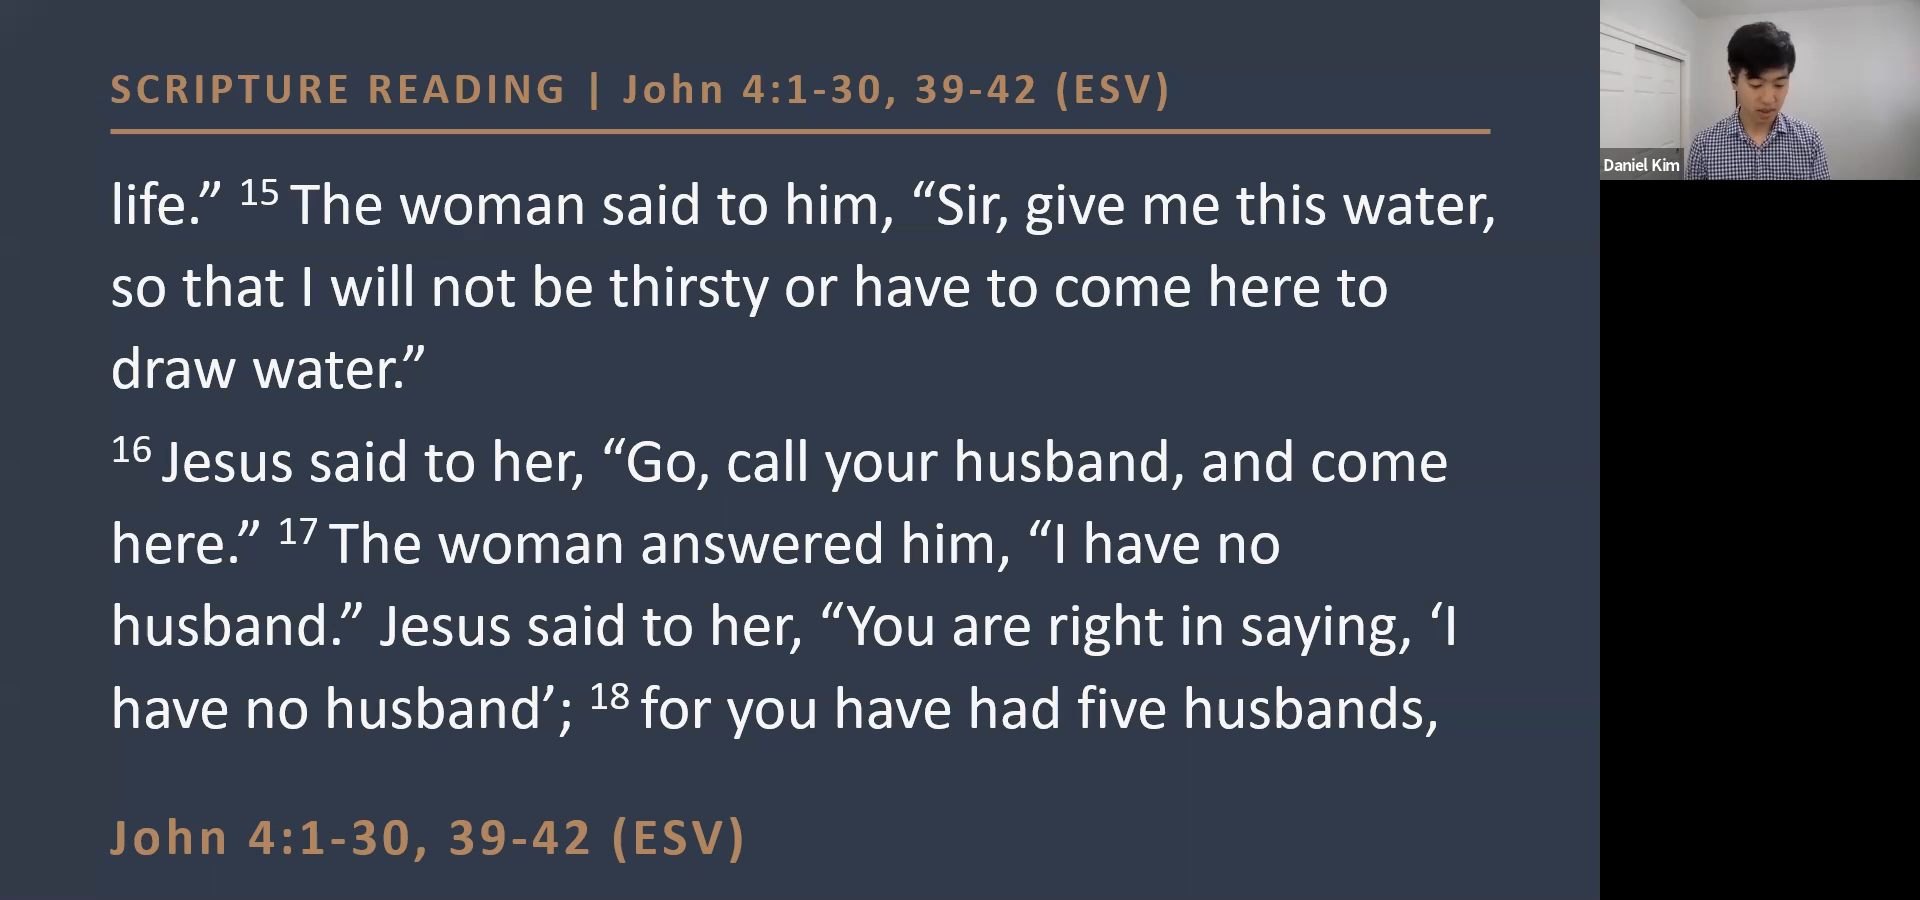 SCRIPTURE READING | John 4:1-30, 39-42 (ESV)
life.” 15 The woman said to him, “Sir, give me this water,
so that I will not be thirsty or have to come here to
draw water.”
16 Jesus said to her, “Go, call your husband, and come
here.” 17 The woman answered him, “I have no
husband.” Jesus said to her, “You are right in saying, ‘I
have no husband’; 18 for you have had five husbands,
John 4:1-30, 39-42 (ESV)
Daniel Kim